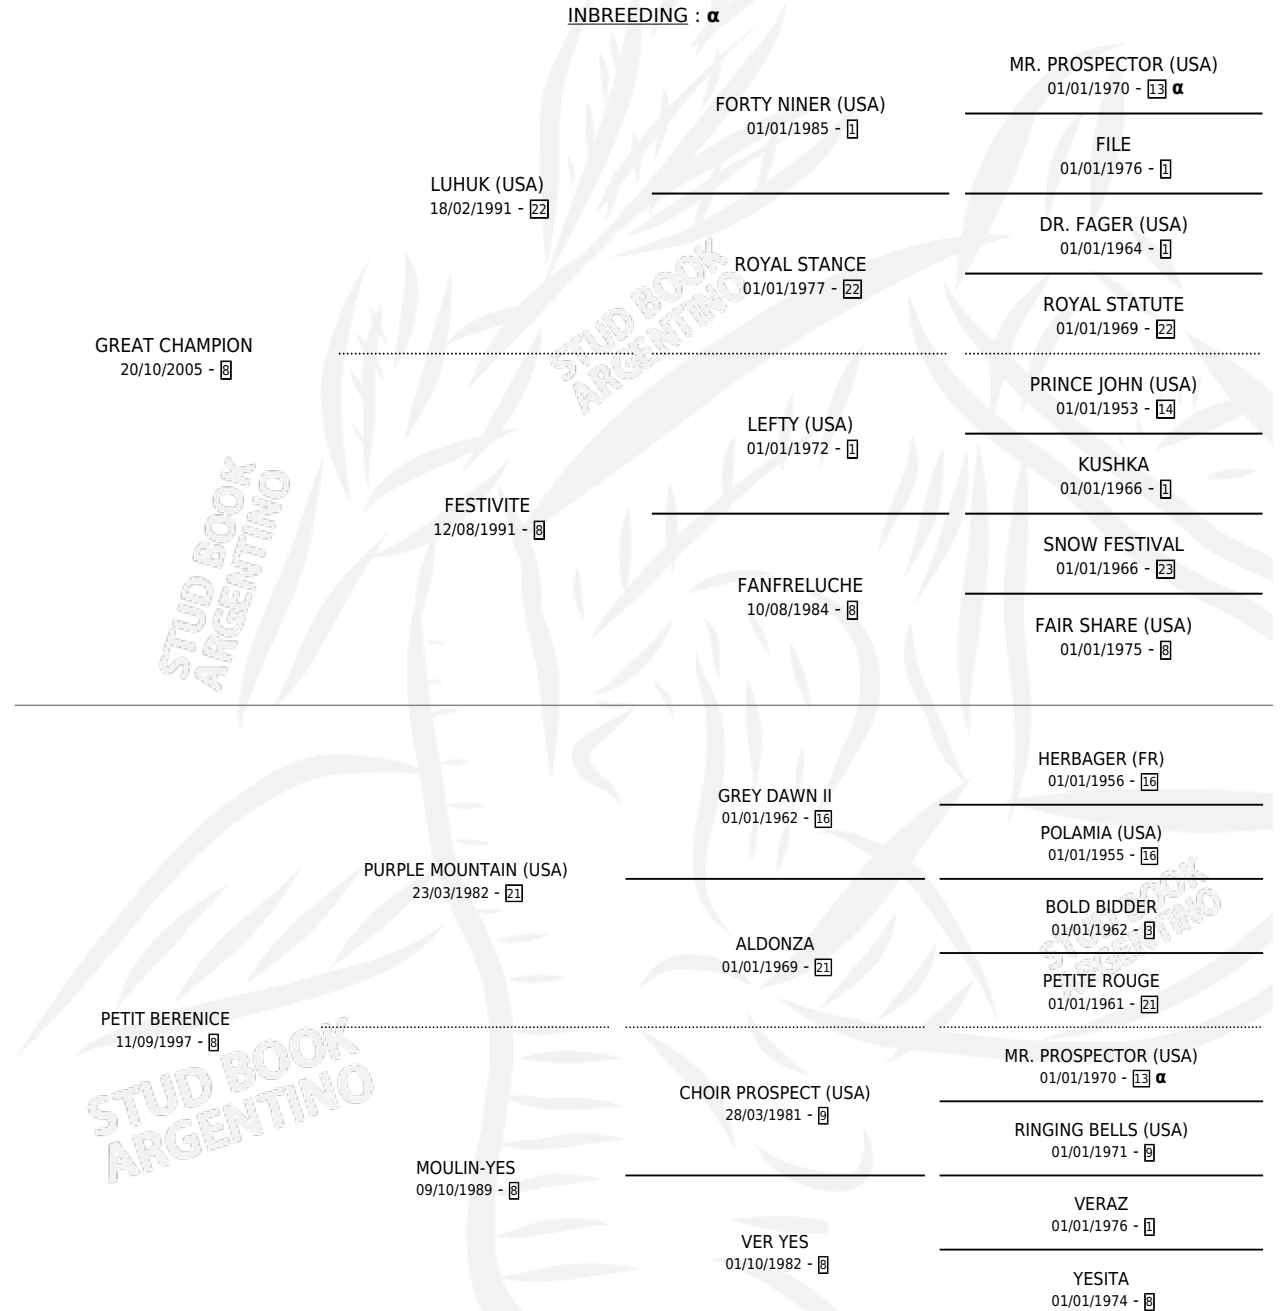 INBREEDING : α
MR. PROSPECTOR (USA)
01/01/1970 - 13 α
FORTY NINER (USA)
01/01/1985 - 1
FILE
01/01/1976 - 1
LUHUK (USA)
18/02/1991 - 22
DR. FAGER (USA)
01/01/1964 - 1
ROYAL STANCE
01/01/1977 - 22
ROYAL STATUTE
01/01/1969 - 22
GREAT CHAMPION
20/10/2005 - 8
PRINCE JOHN (USA)
01/01/1953 - 14
LEFTY (USA)
01/01/1972 - 1
KUSHKA
01/01/1966 - 1
FESTIVITE
12/08/1991 - 8
SNOW FESTIVAL
01/01/1966 - 23
FANFRELUCHE
10/08/1984 - 8
FAIR SHARE (USA)
01/01/1975 - 8
HERBAGER (FR)
01/01/1956 - 16
GREY DAWN II
01/01/1962 - 16
POLAMIA (USA)
01/01/1955 - 16
PURPLE MOUNTAIN (USA)
23/03/1982 - 21
BOLD BIDDER
01/01/1962 - 3
ALDONZA
01/01/1969 - 21
PETITE ROUGE
01/01/1961 - 21
PETIT BERENICE
11/09/1997 - 8
MR. PROSPECTOR (USA)
01/01/1970 - 13 α
CHOIR PROSPECT (USA)
28/03/1981 - 9
RINGING BELLS (USA)
01/01/1971 - 9
MOULIN-YES
09/10/1989 - 8
VERAZ
01/01/1976 - 1
VER YES
01/10/1982 - 8
YESITA
01/01/1974 - 8
STUD BOOK
ARGENTINO
STUD BOOK
ARGENTINO
STUD BOOK
ARGENTINO
STUD BOOK
ARGENTINO